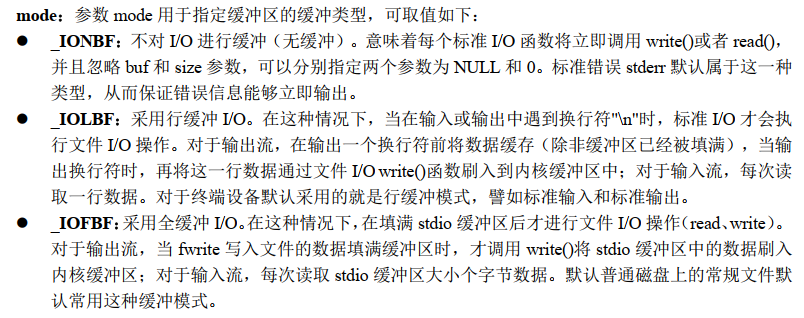 mode：参数 mode 用于指定缓冲区的缓冲类型，可取值如下：
● _IONBF：不对 I/O 进行缓冲（无缓冲）。意味着每个标准 I/O 函数将立即调用 write()或者 read()，
并且忽略 buf 和 size 参数，可以分别指定两个参数为 NULL 和 0。标准错误 stderr 默认属于这一种
类型，从而保证错误信息能够立即输出。
● _IOLBF：采用行缓冲 I/O。在这种情况下，当在输入或输出中遇到换行符"\n"时，标准 I/O 才会执
行文件 I/O 操作。对于输出流，在输出一个换行符前将数据缓存（除非缓冲区已经被填满），当输
出换行符时，再将这一行数据通过文件 I/O write()函数刷入到内核缓冲区中；对于输入流，每次读
取一行数据。对于终端设备默认采用的就是行缓冲模式，譬如标准输入和标准输出。
● _IOFBF：采用全缓冲 I/O。在这种情况下，在填满 stdio 缓冲区后才进行文件 I/O 操作（read、write）。
对于输出流，当 fwrite 写入文件的数据填满缓冲区时，才调用 write()将 stdio 缓冲区中的数据刷入
内核缓冲区；对于输入流，每次读取 stdio 缓冲区大小个字节数据。默认普通磁盘上的常规文件默
认常用这种缓冲模式。